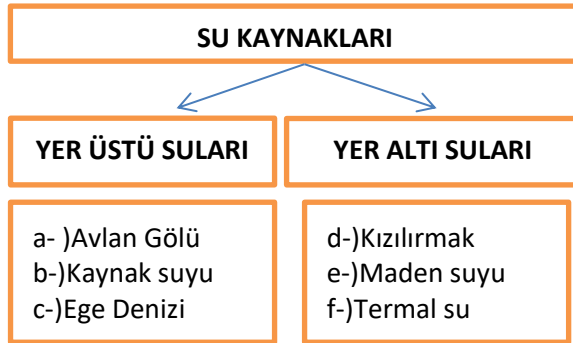 SU KAYNAKLARI
YER ÜSTÜ SULARI
YER ALTI SULARI
a- )Avlan Gölü
b-)Kaynak suyu
c-)Ege Denizi
d-)Kızılırmak
e-)Maden suyu
f-)Termal su